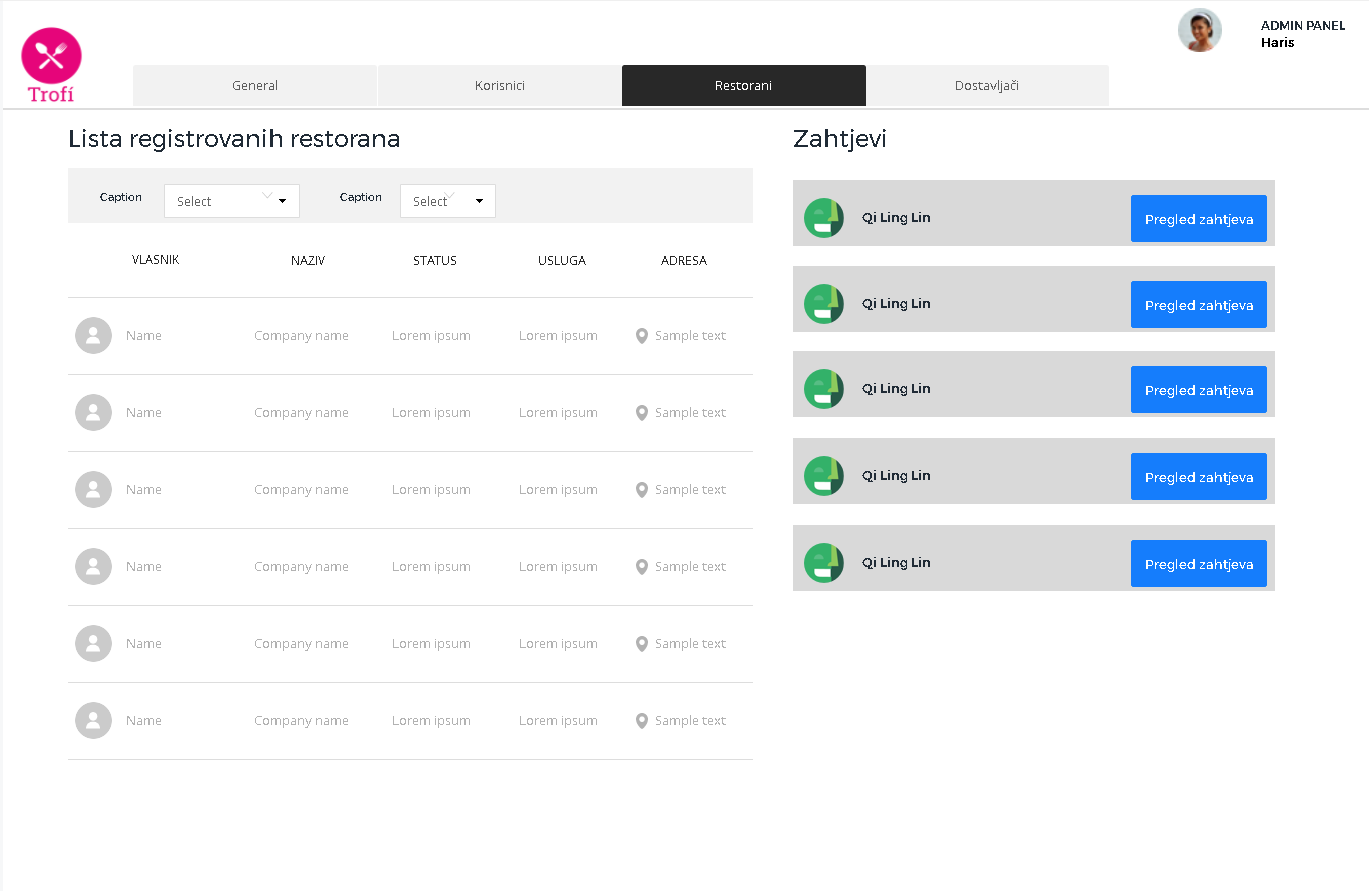 ADMIN PANEL
Haris
Trofí
General Korisnici Restorani Dostavljači
Lista registrovanih restorana
Caption Select Caption Select
VLASNIK NAZIV STATUS USLUGA ADRESA
Name Company name Lorem ipsum Lorem ipsum Sample text
Name Company name Lorem ipsum Lorem ipsum Sample text
Name Company name Lorem ipsum Lorem ipsum Sample text
Name Company name Lorem ipsum Lorem ipsum Sample text
Name Company name Lorem ipsum Lorem ipsum Sample text
Name Company name Lorem ipsum Lorem ipsum Sample text
Zahtjevi
Qi Ling Lin Pregled zahtjeva
Qi Ling Lin Pregled zahtjeva
Qi Ling Lin Pregled zahtjeva
Qi Ling Lin Pregled zahtjeva
Qi Ling Lin Pregled zahtjeva